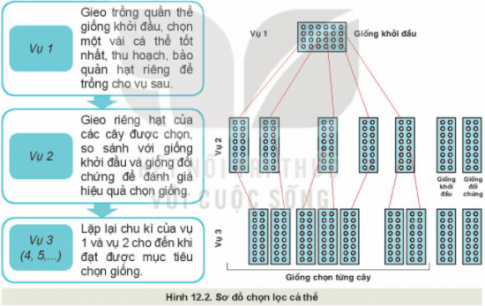 Vụ 1
Gieo trồng quần thể
giống khởi đầu, chọn
một vài cá thể tốt
nhất, thu hoạch, bảo
quản hạt riêng để
trồng cho vụ sau.
Vụ 2
Gieo riêng hạt của
các cây được chọn,
so sánh với giống
khởi đầu và giống đối
chứng để đánh giá
hiệu quả chọn giống.
Vụ 3
(4, 5,...)
Lặp lại chu kì của vụ
1 và vụ 2 cho đến khi
đạt được mục tiêu
chọn giống.
Vụ 1
Giống khởi đầu
Vụ 2
Giống
khởi
đầu
Giống
đối
chứng
Vụ 3
Giống chọn từng cây
VỚI CUỘC SỐNG
Hình 12.2. Sơ đồ chọn lọc cá thể